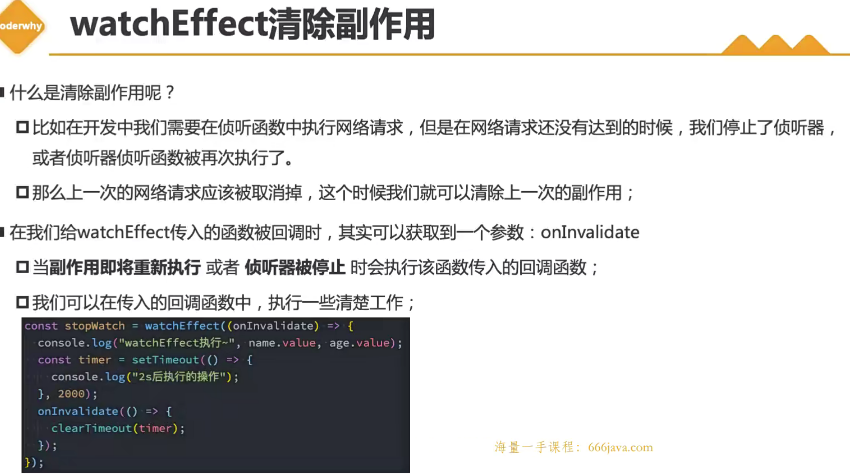 oderwhy
watchEffect清除副作用
什么是清除副作用呢？
比如在开发中我们需要在侦听函数中执行网络请求，但是在网络请求还没有达到的时候，我们停止了侦听器，
或者侦听器侦听函数被再次执行了。
那么上一次的网络请求应该被取消掉，这个时候我们就可以清除上一次的副作用；
在我们给watchEffect传入的函数被回调时，其实可以获取到一个参数：onInvalidate
当副作用即将重新执行 或者 侦听器被停止 时会执行该函数传入的回调函数；
我们可以在传入的回调函数中，执行一些清楚工作；
const stopWatch = watchEffect((onInvalidate) => {
console.log("watchEffect执行~", name.value, age.value);
const timer = setTimeout(() => {
console.log("2s后执行的操作");
}, 2000);
onInvalidate(() => {
clearTimeout(timer);
});
});
海量一手课程：666java.com